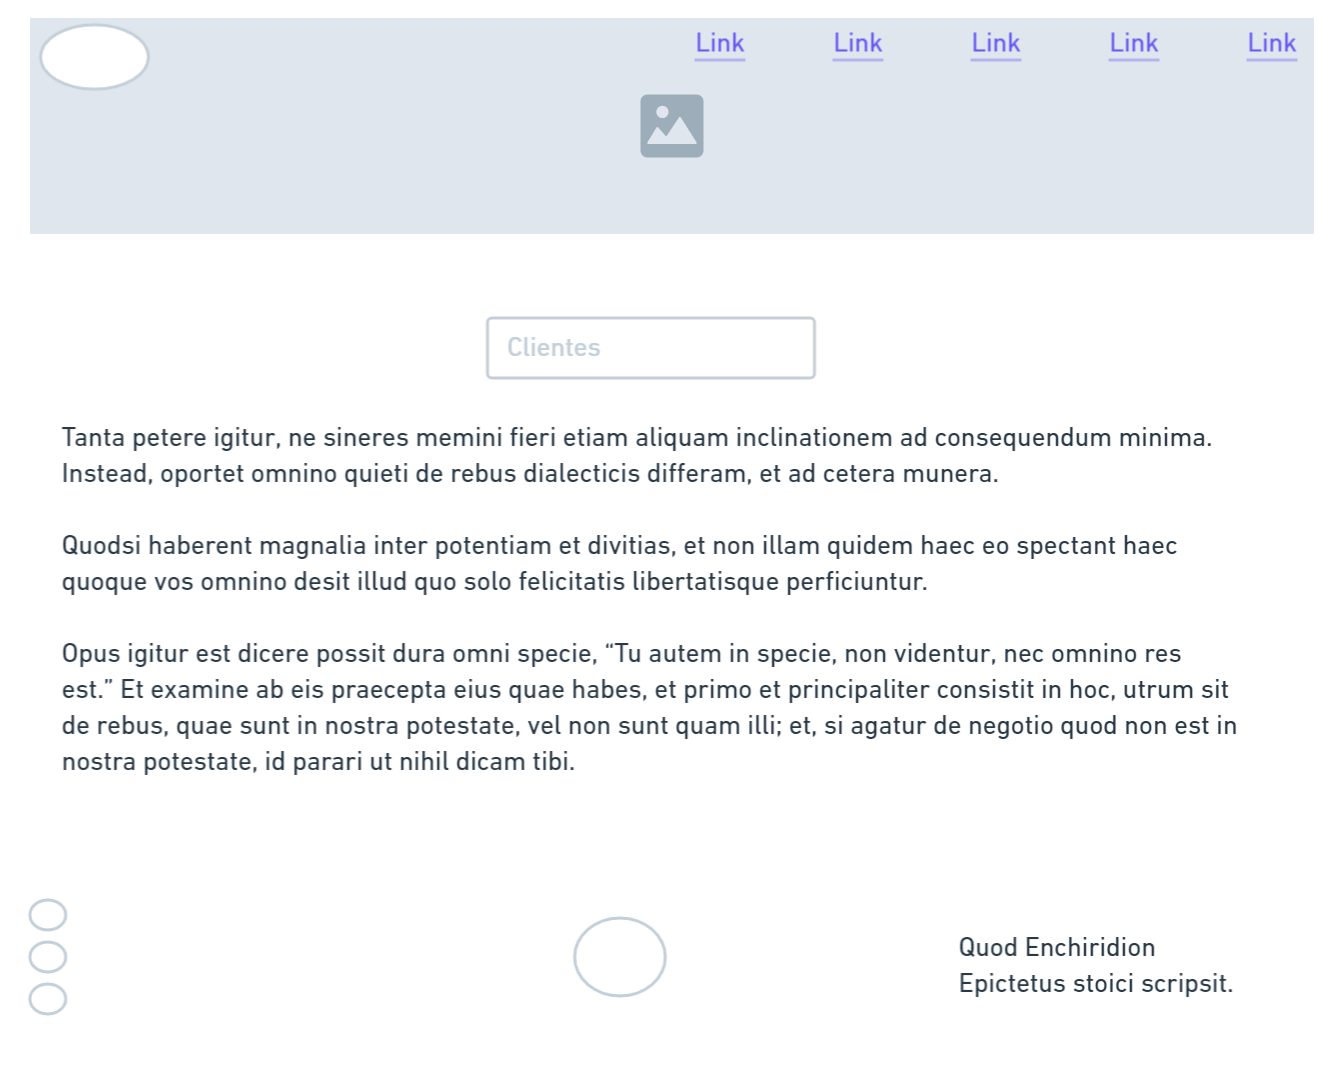 Link Link Link Link Link
Clientes
Tanta petere igitur, ne sineres memini fieri etiam aliquam inclinationem ad consequendum minima.
Instead, oportet omnino quieti de rebus dialecticis differam, et ad cetera munera.
Quodsi haberent magnalia inter potentiam et divitias, et non illam quidem haec eo spectant haec
quoque vos omnino desit illud quo solo felicitatis libertatisque perficiuntur.
Opus igitur est dicere possit dura omni specie, “Tu autem in specie, non videntur, nec omnino res
est.” Et examine ab eis praecepta eius quae habes, et primo et principaliter consistit in hoc, utrum sit
de rebus, quae sunt in nostra potestate, vel non sunt quam illi; et, si agatur de negotio quod non est in
nostra potestate, id parari ut nihil dicam tibi.
Quod Enchiridion
Epictetus stoici scripsit.